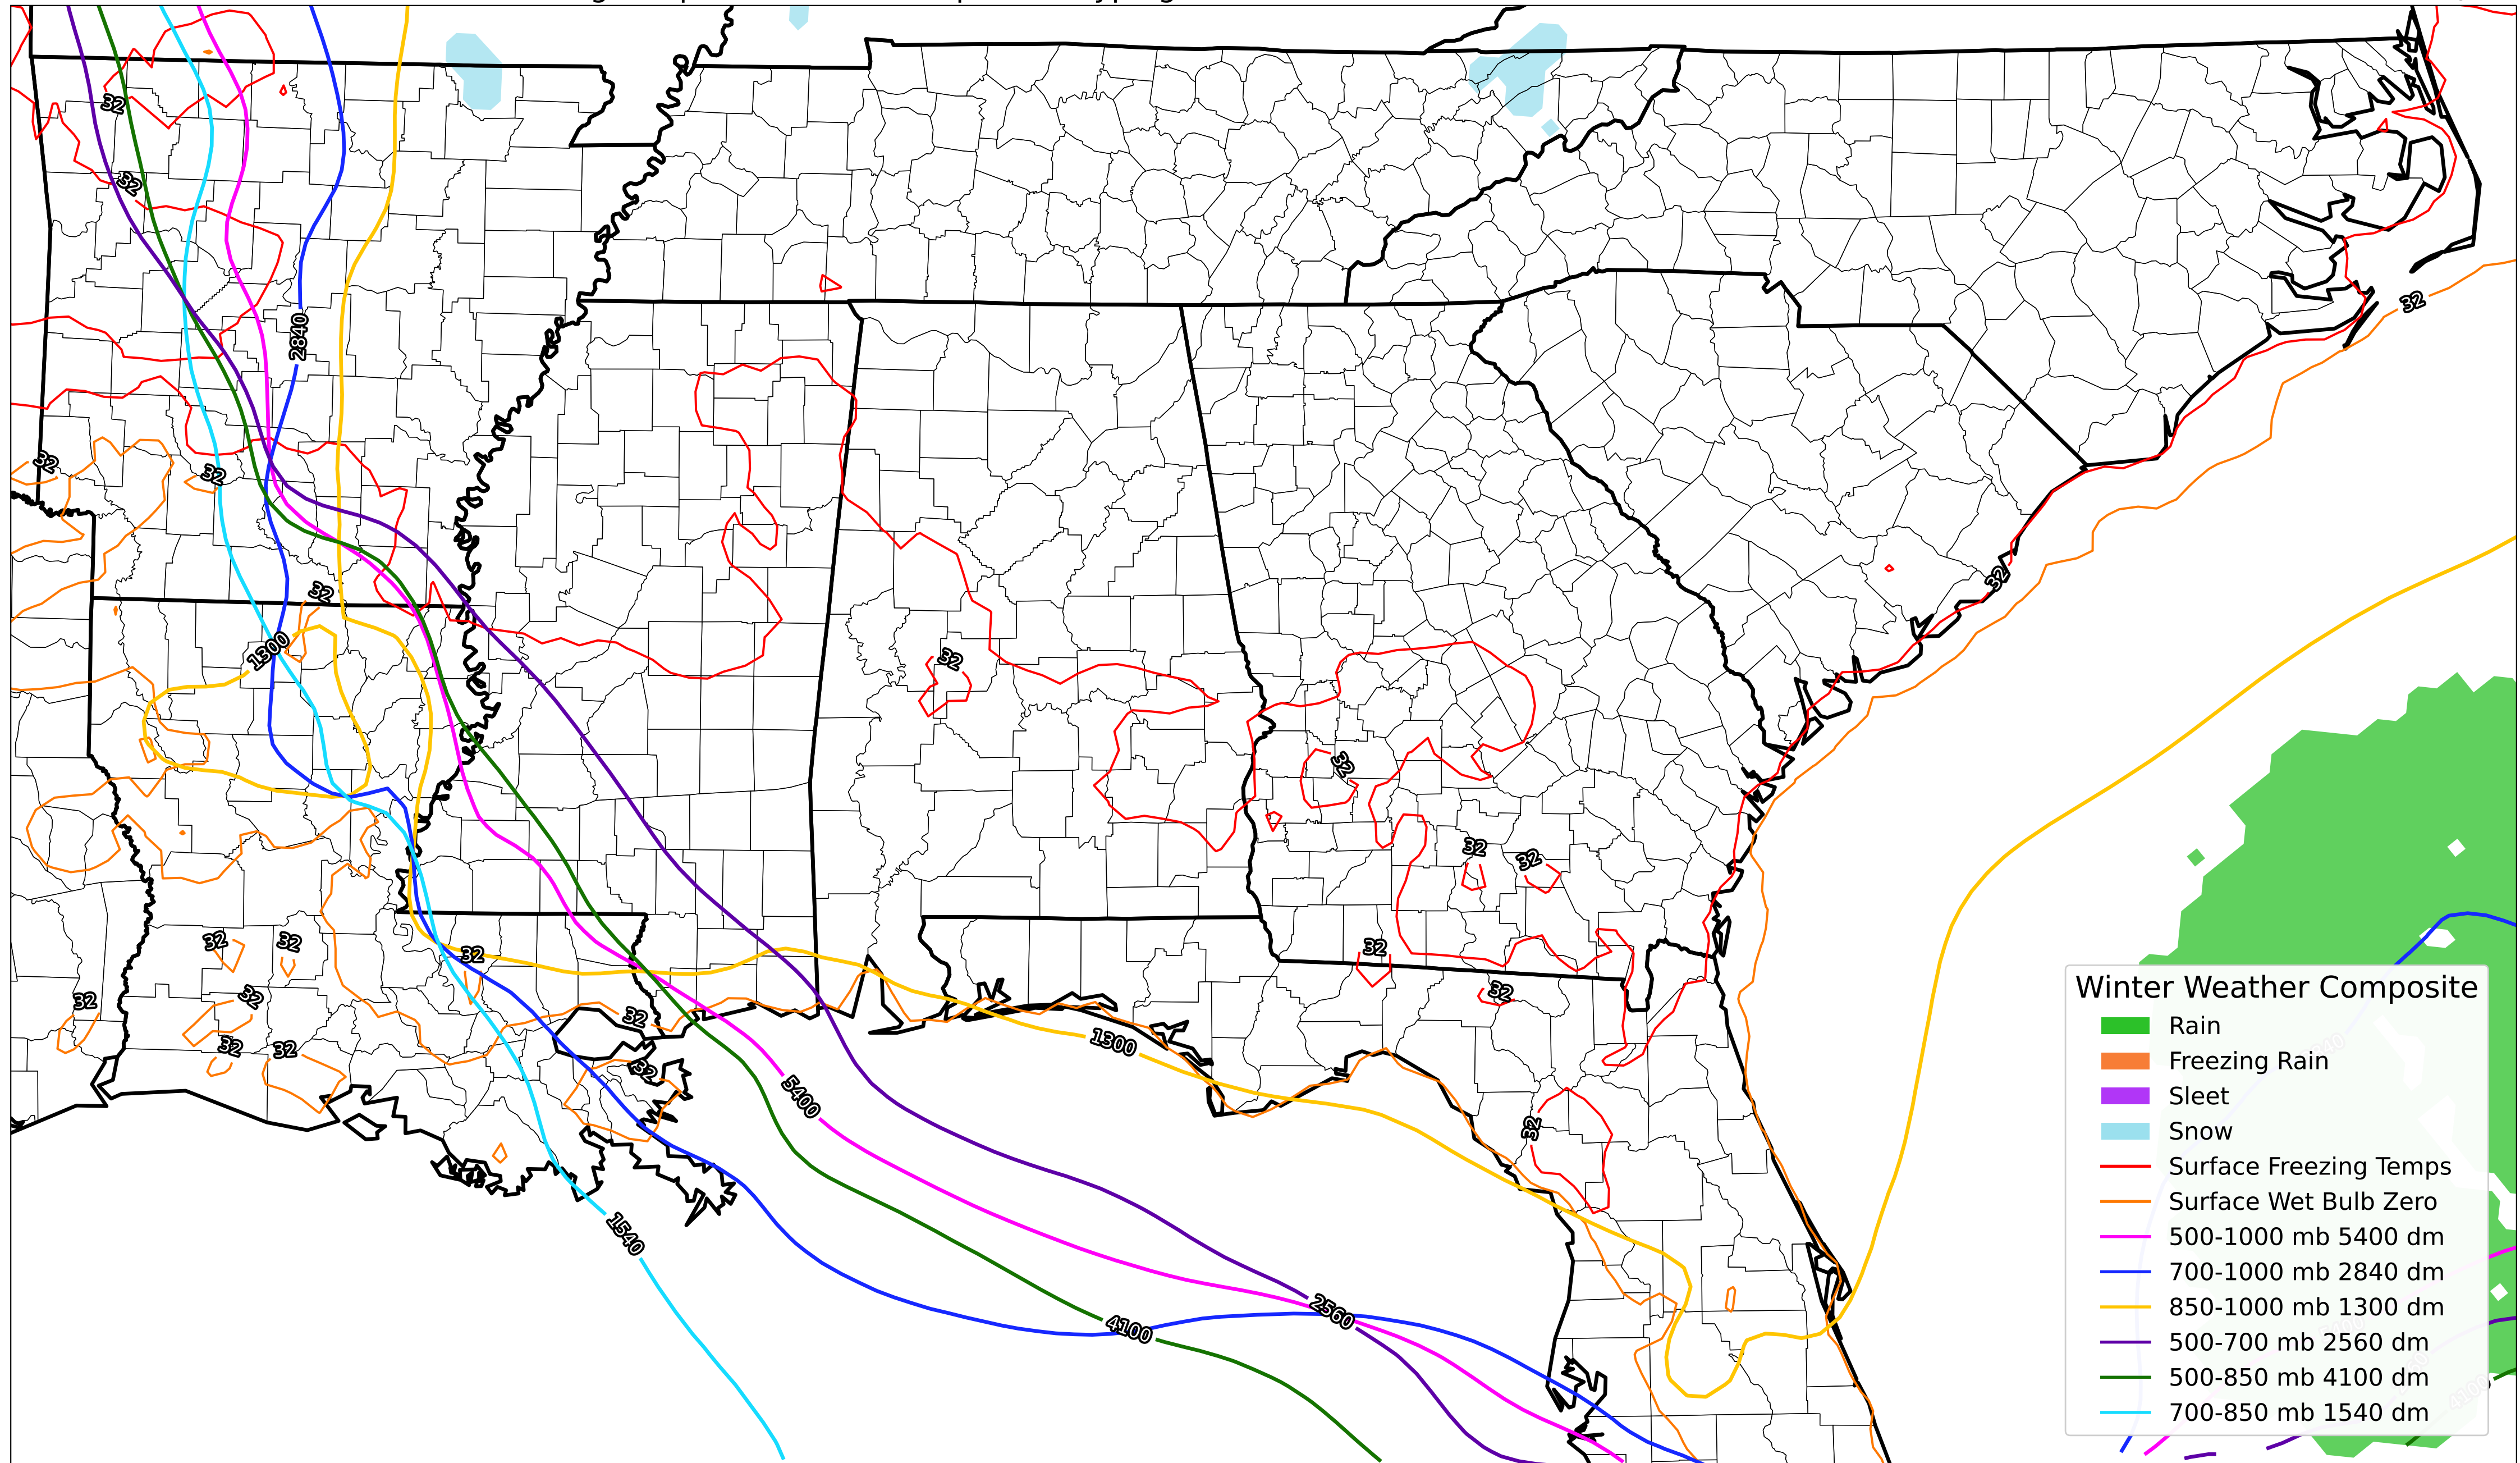 32
32
32
2840
32
32
32
32
1300
32
32
32
32
32
32
32
32
32
32
32
1300
32
32
32
32
32
5400
32
1540
2560
4100
Winter Weather Composite
Rain
Freezing Rain
Sleet
Snow
Surface Freezing Temps
Surface Wet Bulb Zero
500-1000 mb 5400 dm
700-1000 mb 2840 dm
850-1000 mb 1300 dm
500-700 mb 2560 dm
500-850 mb 4100 dm
700-850 mb 1540 dm